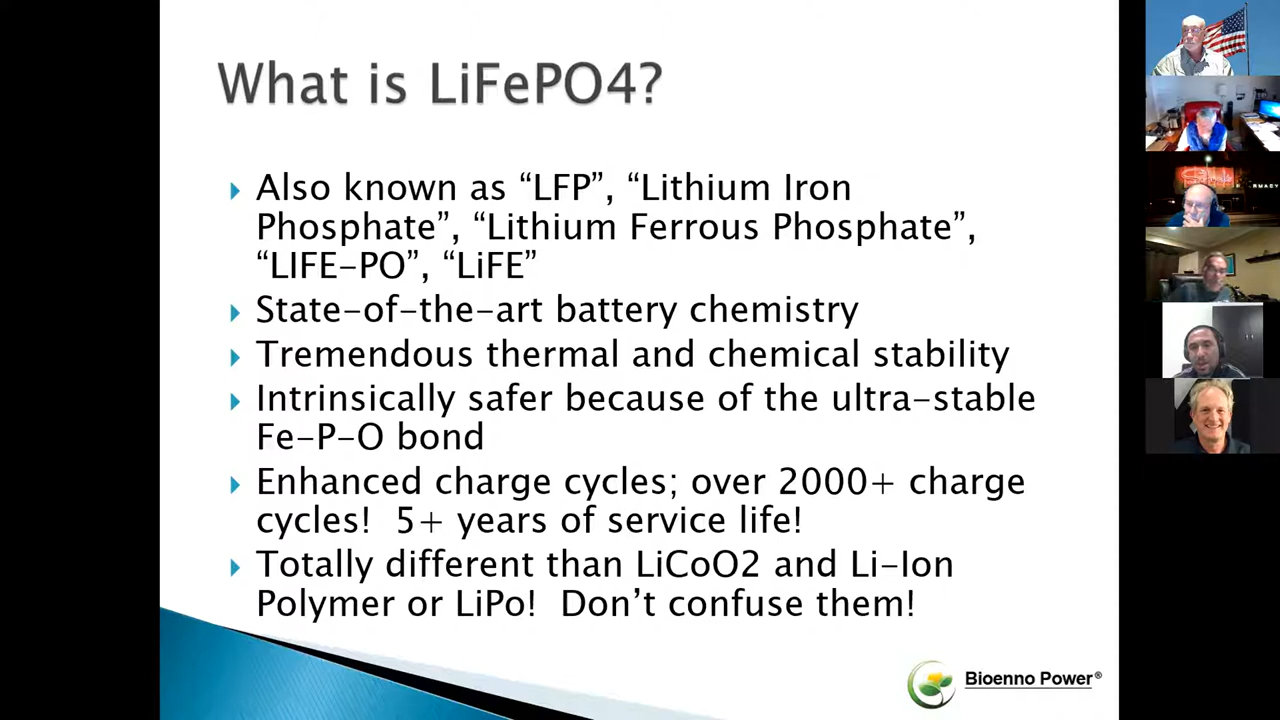 What is LiFePO4?
Also known as “LFP”, “Lithium Iron
Phosphate”, “Lithium Ferrous Phosphate”,
“LIFE-PO”, “LiFE”
State-of-the-art battery chemistry
Tremendous thermal and chemical stability
Intrinsically safer because of the ultra-stable
Fe-P-O bond
Enhanced charge cycles; over 2000+ charge
cycles! 5+ years of service life!
Totally different than LiCoO2 and Li-Ion
Polymer or LiPo! Don’t confuse them!
Bioenno Power®